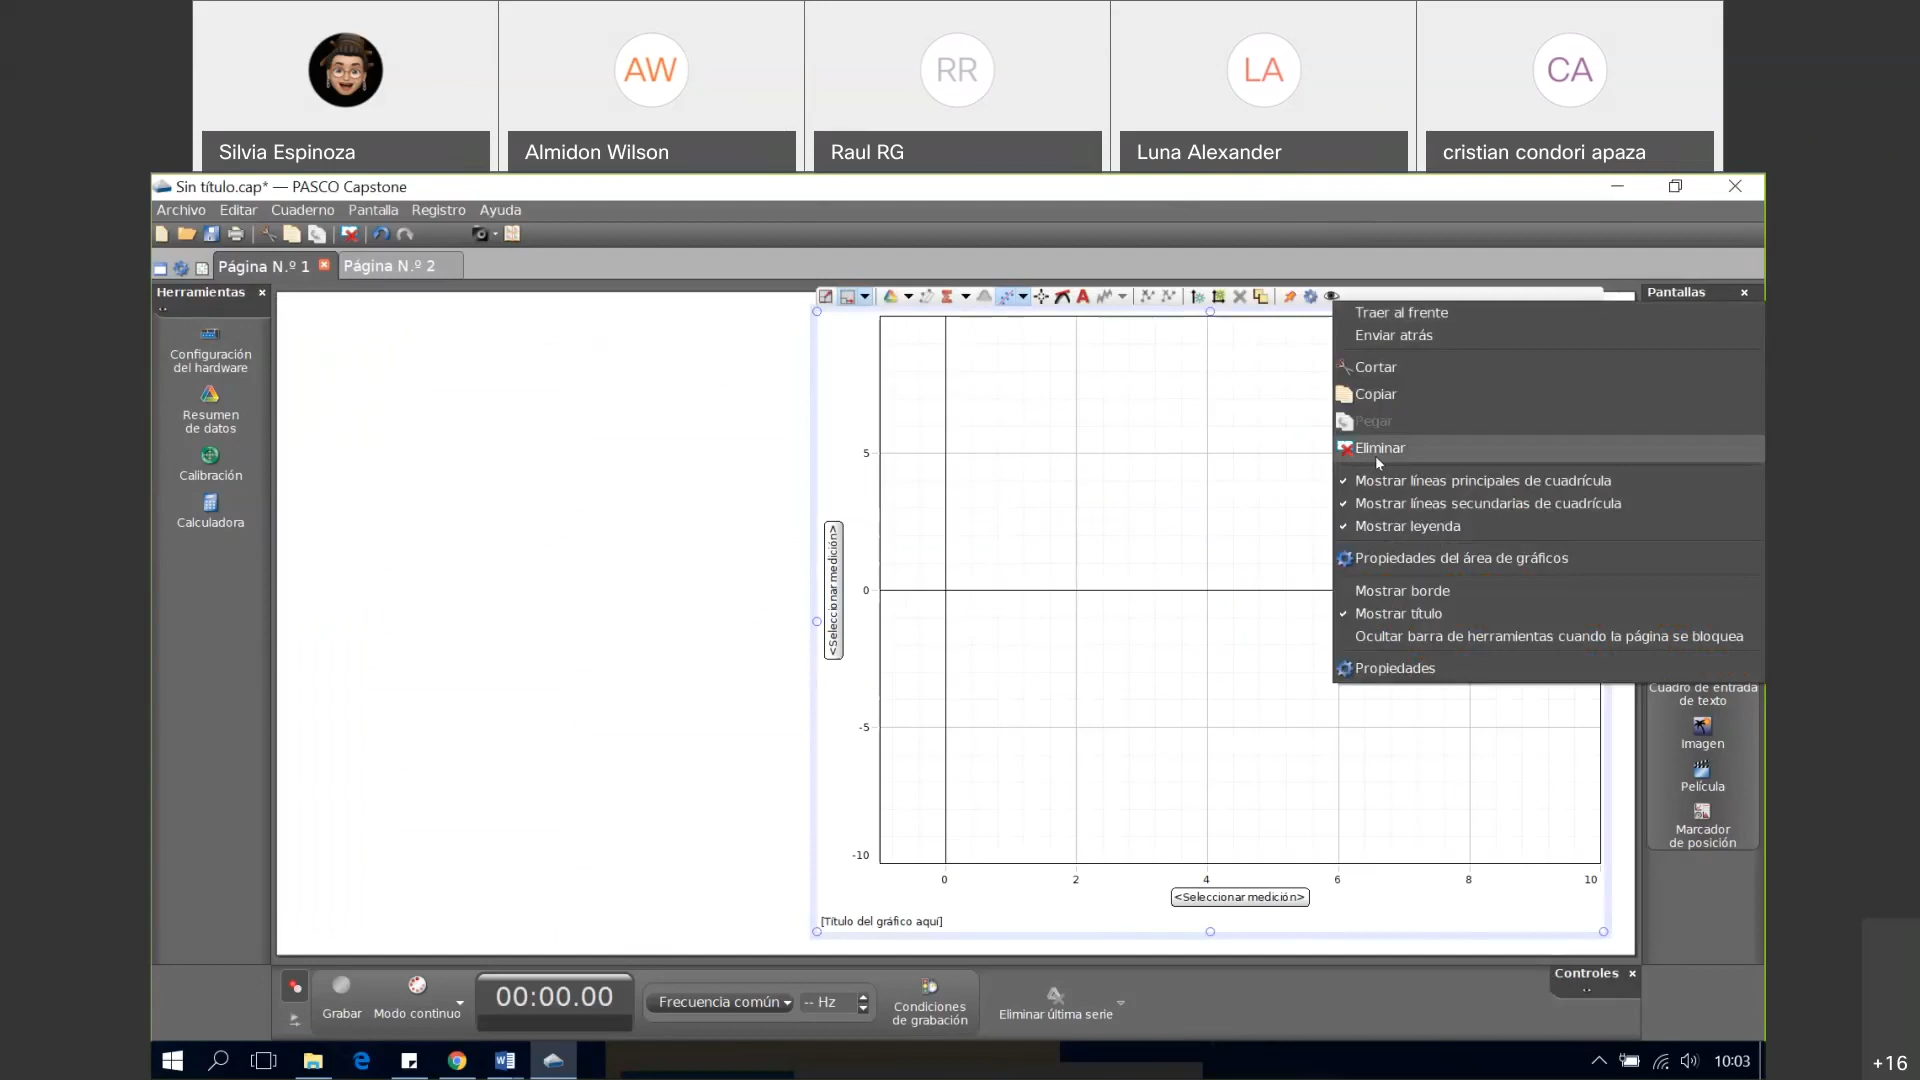 AW
RR
LA
CA
Silvia Espinoza
Almidon Wilson
Raul RG
Luna Alexander
cristian condori apaza
Sin título.cap* — PASCO Capstone
Archivo Editar Cuaderno Pantalla Registro Ayuda
Página N.º 1
Página N.º 2
Herramientas
Configuración
del hardware
Resumen
de datos
Calibración
Calculadora
5
0
-5
-10
<Seleccionar medición>
0 2 4 6 8 10
<Seleccionar medición>
[Título del gráfico aquí]
Pantallas
Traer al frente
Enviar atrás
Cortar
Copiar
Pegar
Eliminar
Mostrar líneas principales de cuadrícula
Mostrar líneas secundarias de cuadrícula
Mostrar leyenda
Propiedades del área de gráficos
Mostrar borde
Mostrar título
Ocultar barra de herramientas cuando la página se bloquea
Propiedades
Cuadro de entrada
de texto
Imagen
Película
Marcador
de posición
Grabar
Modo continuo
00:00.00
Frecuencia común
-- Hz
Condiciones
de grabación
Eliminar última serie
Controles
10:03
+16